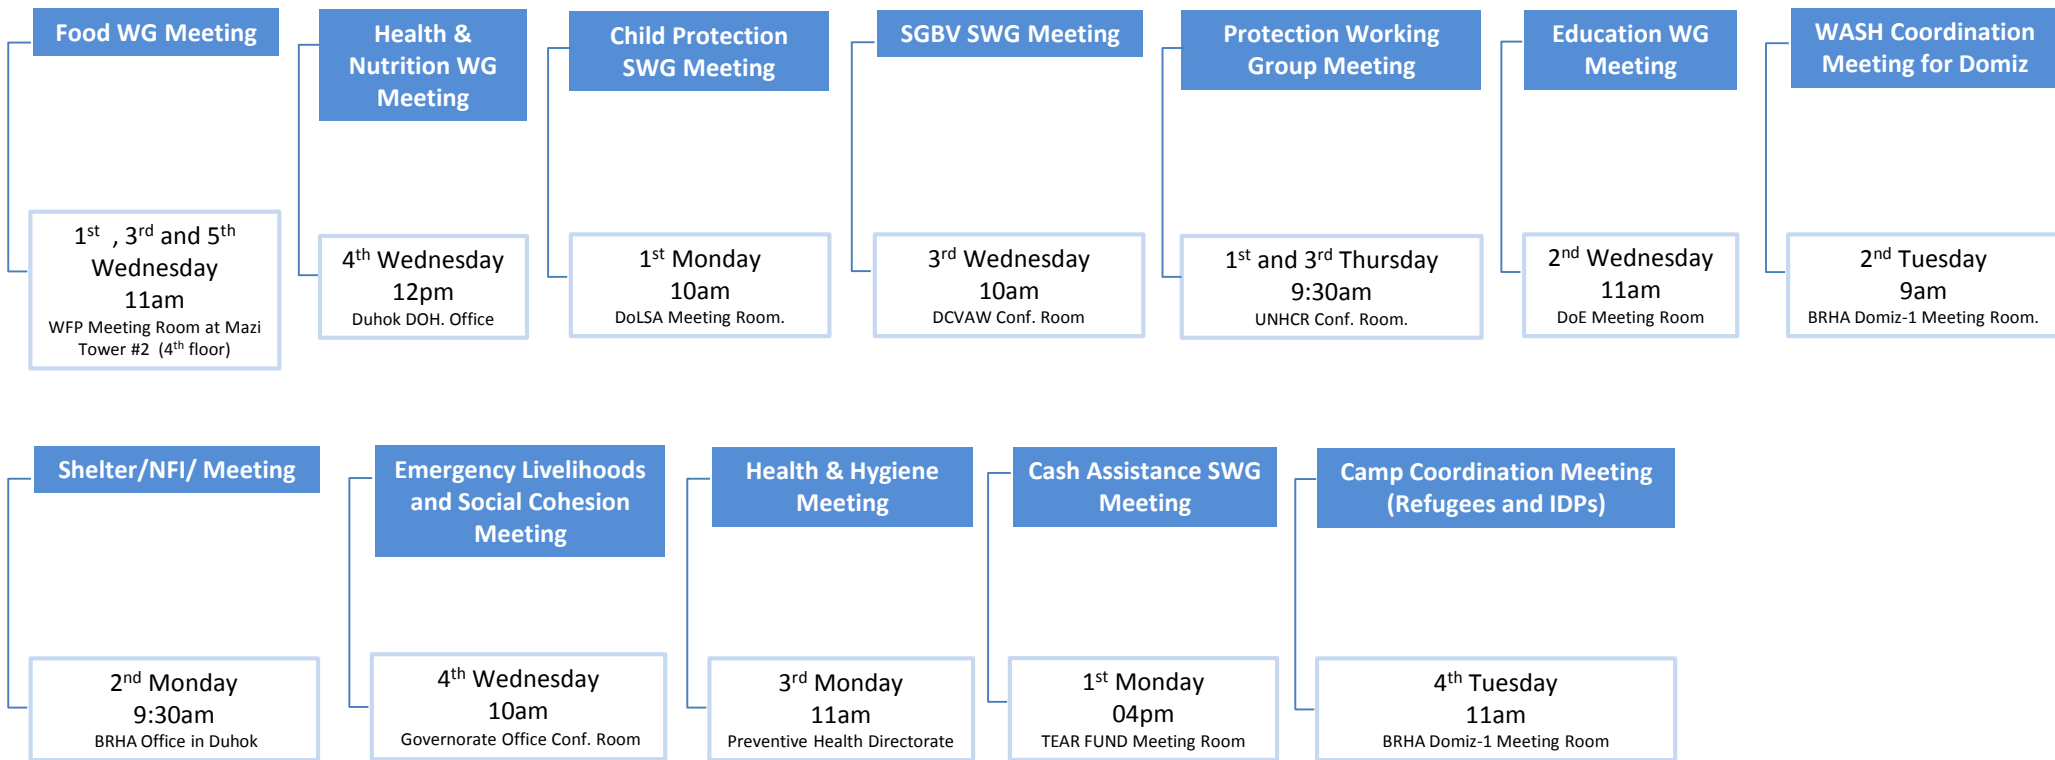 Food WG Meeting
1st , 3rd and 5th
Wednesday
11am
WFP Meeting Room at Mazi
Tower #2 (4th floor)
Health &
Nutrition WG
Meeting
4th Wednesday
12pm
Duhok DOH. Office
Child Protection
SWG Meeting
1st Monday
10am
DoLSA Meeting Room.
SGBV SWG Meeting
3rd Wednesday
10am
DCVAW Conf. Room
Protection Working
Group Meeting
1st and 3rd Thursday
9:30am
UNHCR Conf. Room.
Education WG
Meeting
2nd Wednesday
11am
DoE Meeting Room
WASH Coordination
Meeting for Domiz
2nd Tuesday
9am
BRHA Domiz-1 Meeting Room.
Shelter/NFI/ Meeting
2nd Monday
9:30am
BRHA Office in Duhok
Emergency Livelihoods
and Social Cohesion
Meeting
4th Wednesday
10am
Governorate Office Conf. Room
Health & Hygiene
Meeting
3rd Monday
11am
Preventive Health Directorate
Cash Assistance SWG
Meeting
1st Monday
04pm
TEAR FUND Meeting Room
Camp Coordination Meeting
(Refugees and IDPs)
4th Tuesday
11am
BRHA Domiz-1 Meeting Room